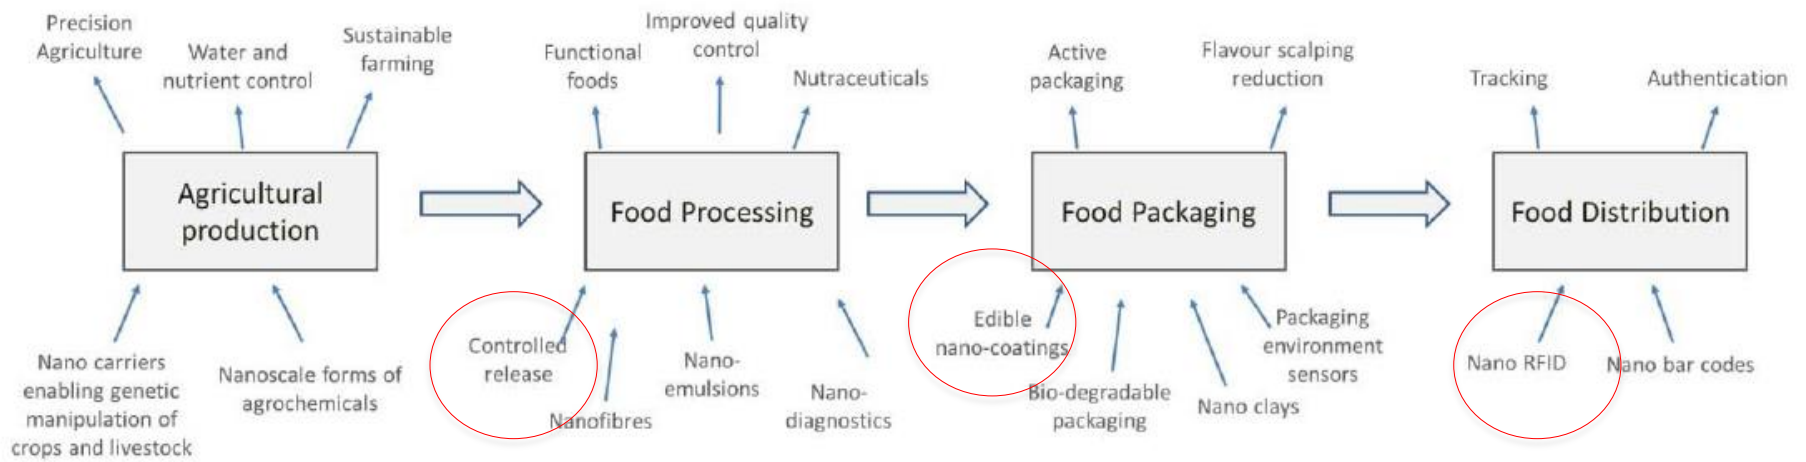 Precision
Agriculture
Water and
nutrient control
Sustainable
farming
Functional
foods
Improved quality
control
Nutraceuticals
Active
packaging
Flavour scalping
reduction
Tracking
Authentication
Agricultural
production
Food Processing
Food Packaging
Food Distribution
Nano carriers
enabling genetic
manipulation of
crops and livestock
Nanoscale forms of
agrochemicals
Controlled
release
Nanofibres
Nano-
emulsions
Nano-
diagnostics
Edible
nano-coatings
Bio-degradable
packaging
Nano clays
Packaging
environment
sensors
Nano RFID
Nano bar codes